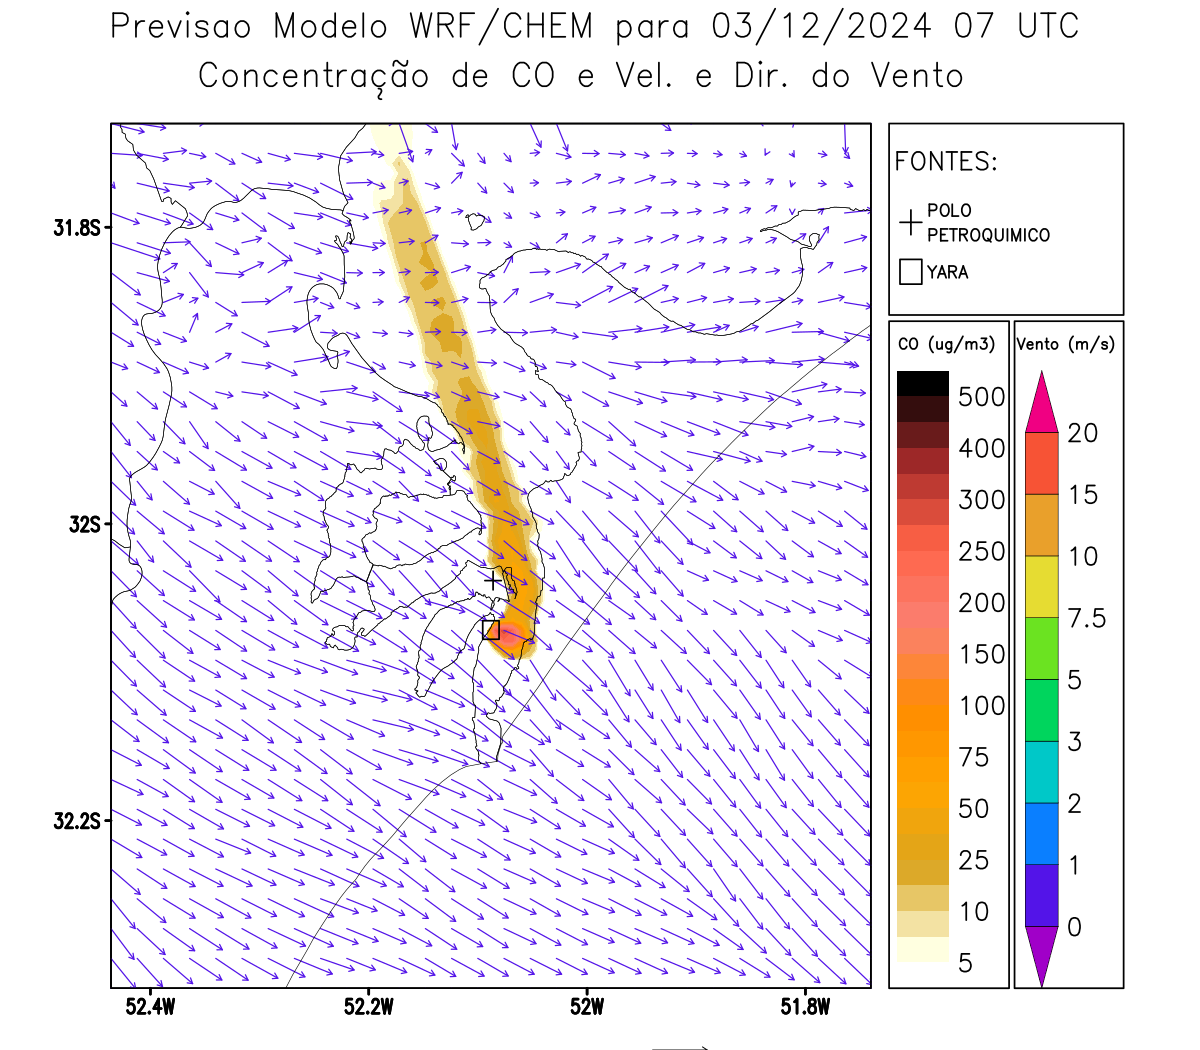 Previsao Modelo WRF/CHEM para 03/12/2024 07 UTC
Concentração de CO e Vel. e Dir. do Vento
FONTES:
POLO
PETROQUIMICO
YARA
CO (ug/m3)
500
400
300
250
200
150
100
75
50
25
10
5
Vento (m/s)
20
15
10
7.5
5
3
2
1
0
31.8S
32S
32.2S
52.4W
52.2W
52W
51.8W